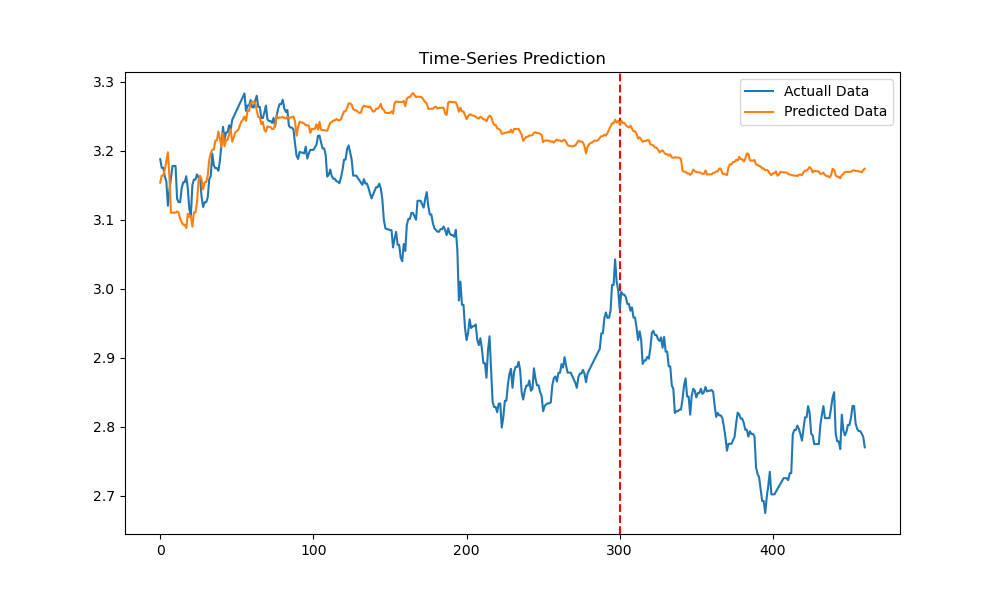 Time-Series Prediction
Actuall Data
Predicted Data
3.3
3.2
3.1
3.0
2.9
2.8
2.7
0 100 200 300 400